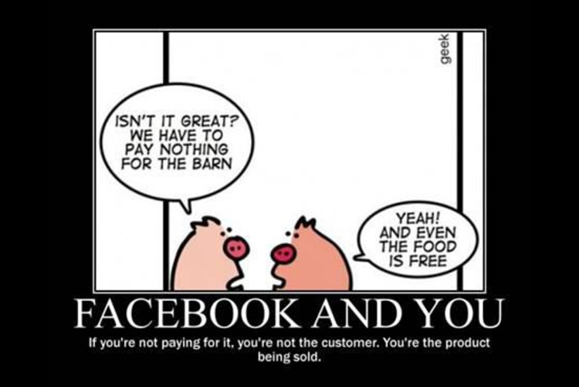 geek
ISN'T IT GREAT?
WE HAVE TO
PAY NOTHING
FOR THE BARN
YEAH!
AND EVEN
THE FOOD
IS FREE
FACEBOOK AND YOU
If you're not paying for it, you're not the customer. You're the product
being sold.